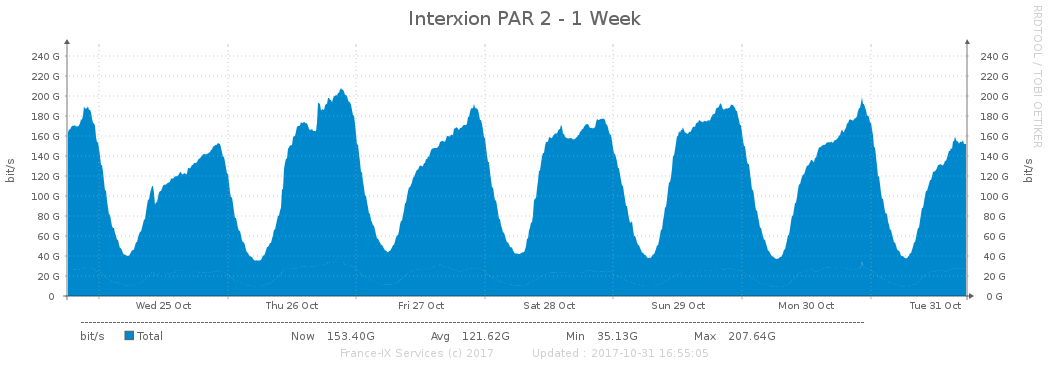 Interxion PAR 2 - 1 Week
RRDTOOL / TOBI OETIKER
bit/s
240 G 240 G
220 G 220 G
200 G 200 G
180 G 180 G
160 G 160 G
140 G 140 G
120 G 120 G
100 G 100 G
80 G 80 G
60 G 60 G
40 G 40 G
20 G 20 G
0 0 G
bit/s
Wed 25 Oct Thu 26 Oct Fri 27 Oct Sat 28 Oct Sun 29 Oct Mon 30 Oct Tue 31 Oct
bit/s Total Now 153.40G Avg 121.62G Min 35.13G Max 207.64G
France-IX Services (c) 2017 Updated : 2017-10-31 16:55:05